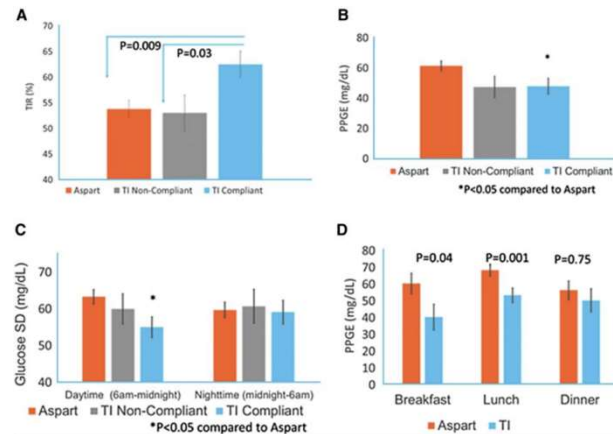 A
P=0.009
P=0.03
TIR (%)
65
60
55
50
45
40
Aspart TI Non-Compliant TI Compliant
B
*
PPGE (mg/dL)
80
60
40
20
0
Aspart TI Non-Compliant TI Compliant
*P<0.05 compared to Aspart
C
*
Glucose SD (mg/dL)
70
60
50
40
Daytime (6am-midnight) Nighttime (midnight-6am)
Aspart TI Non-Compliant TI Compliant
*P<0.05 compared to Aspart
D
P=0.04 P=0.001 P=0.75
PPGE (mg/dL)
80
70
60
50
40
30
20
10
0
Breakfast Lunch Dinner
Aspart TI